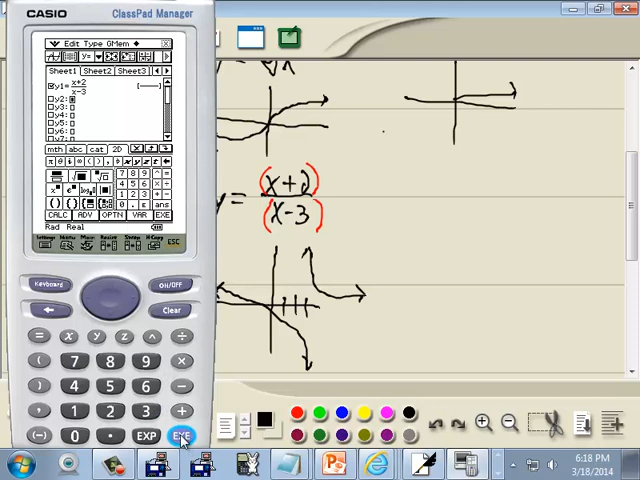 CASIO
ClassPad Manager
Edit Type GMem
Sheet1 Sheet2 Sheet3
y1= x+2
x-3
y2:
y3:
y4:
y5:
y6:
y7:
mth abc cat 2D
CALC ADV OPTN VAR EXE
Rad Real
ESC
Keyboard ON/OFF
Clear
= x y z ^ ÷
( 7 8 9 ×
) 4 5 6 −
, 1 2 3 +
(−) 0 . EXP EXE
y = (x+2)
(x-3)
6:18 PM
3/18/2014